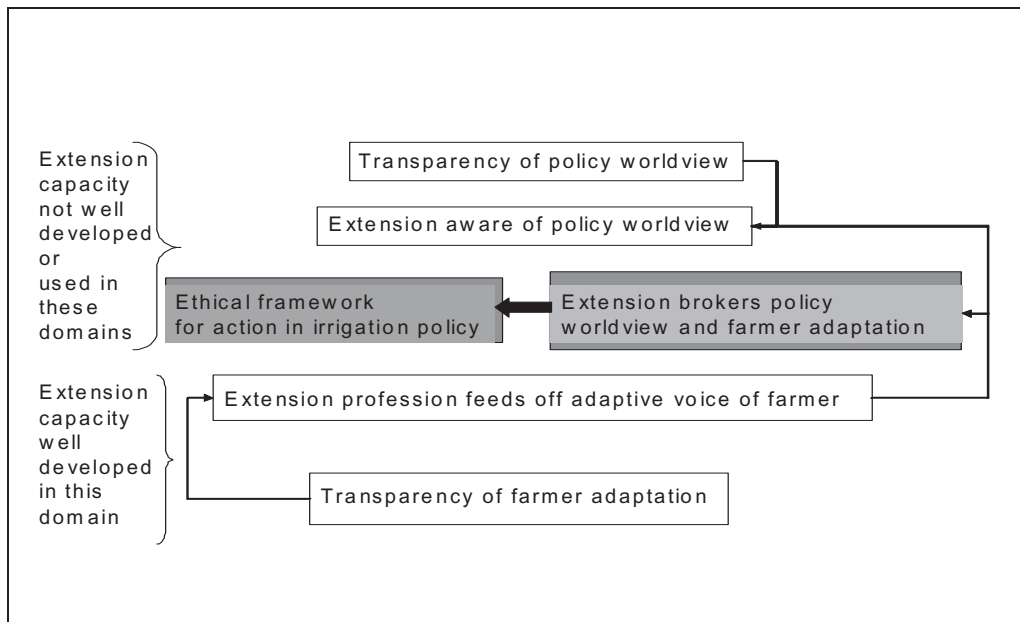 Extension
capacity
not well
developed
or
used in
these
domains
Transparency of policy worldview
Extension aware of policy worldview
Ethical framework
for action in irrigation policy
Extension brokers policy
worldview and farmer adaptation
Extension
capacity
well
developed
in this
domain
Extension profession feeds off adaptive voice of farmer
Transparency of farmer adaptation